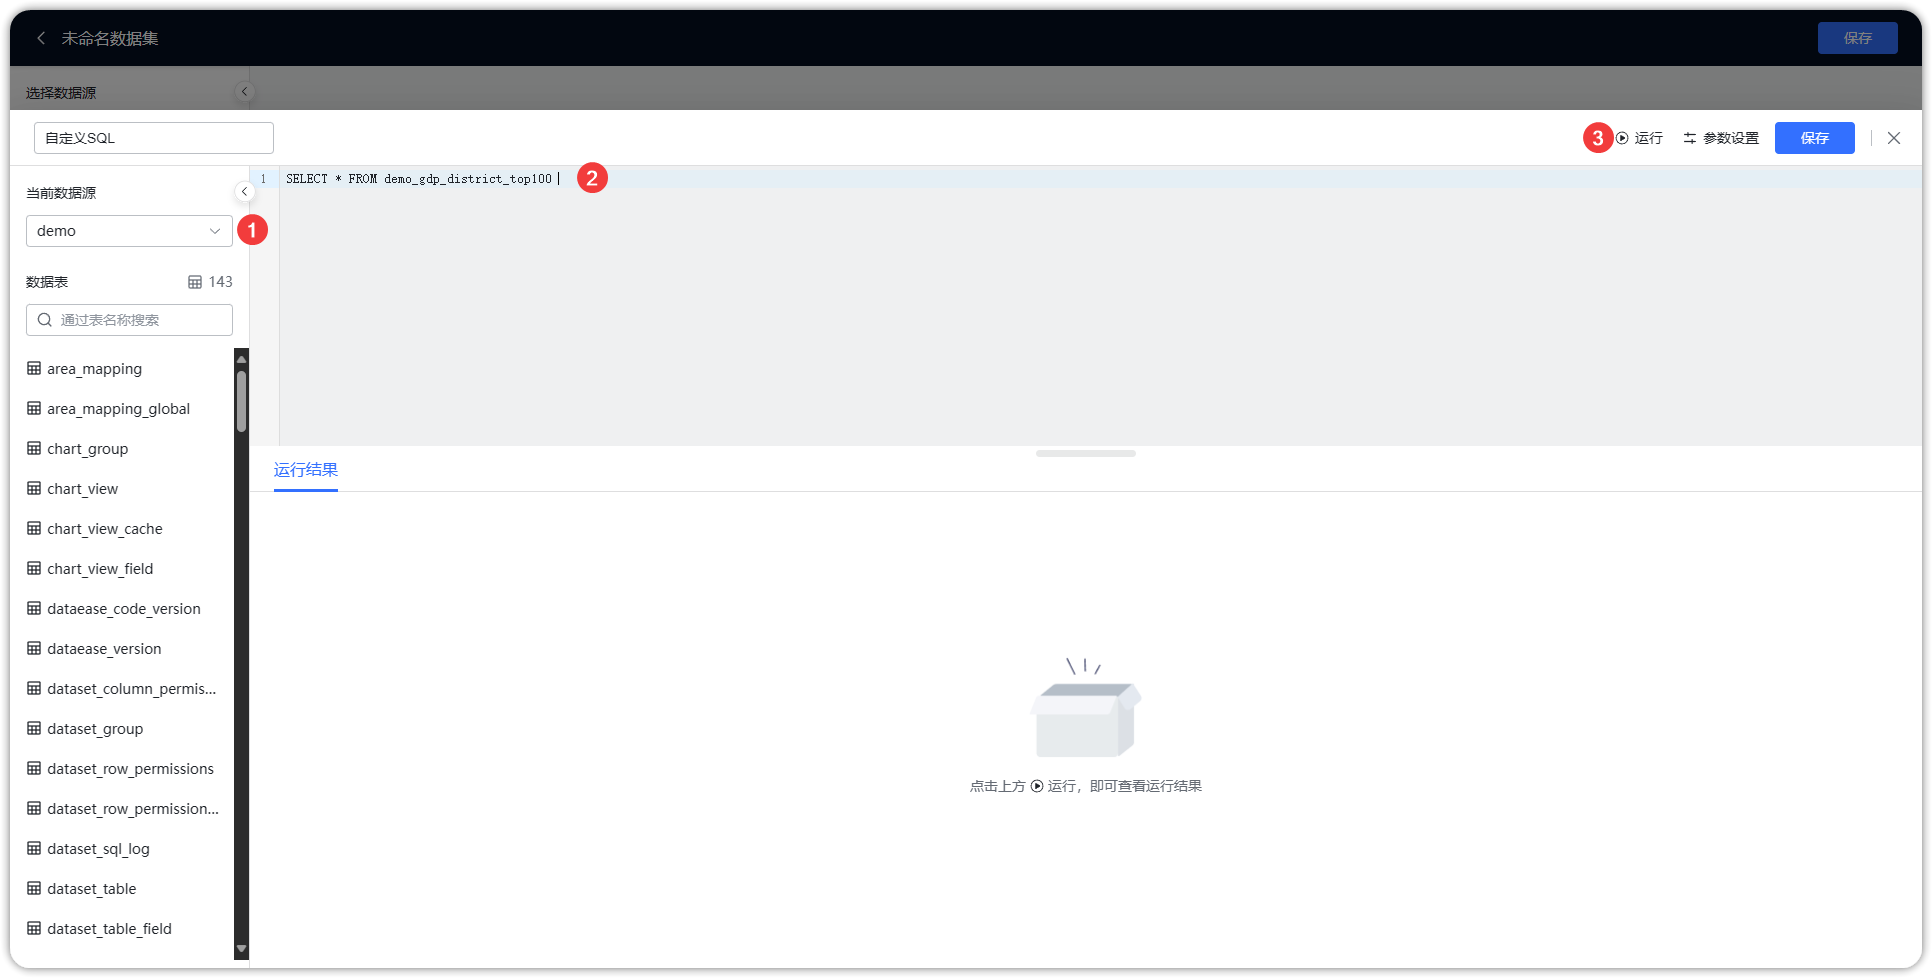 未命名数据集
保存
选择数据源
自定义SQL
3 运行 参数设置 保存
当前数据源
1 SELECT * FROM demo_gdp_district_top100 2
demo 1
数据表 143
通过表名称搜索
area_mapping
area_mapping_global
chart_group
chart_view
chart_view_cache
chart_view_field
dataease_code_version
dataease_version
dataset_column_permis...
dataset_group
dataset_row_permissions
dataset_row_permission...
dataset_sql_log
dataset_table
dataset_table_field
运行结果
点击上方 运行，即可查看运行结果